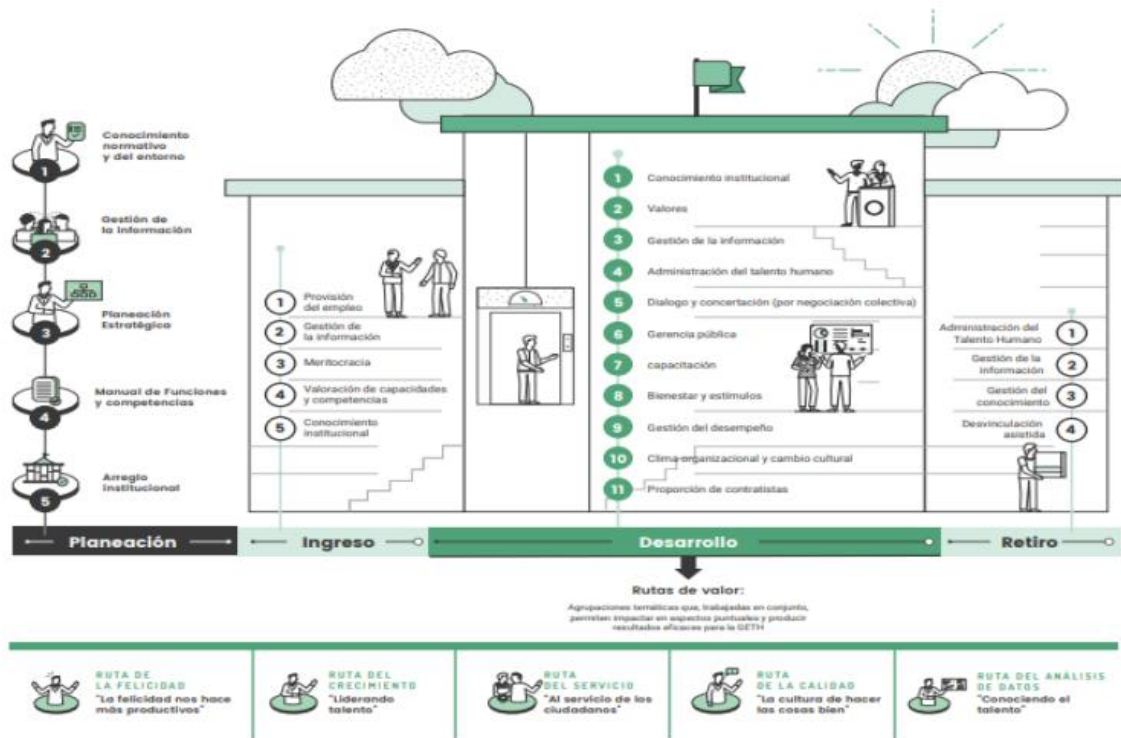 1
Conocimiento
normativo
y del entorno
2
Gestión de
la información
3
Planeación
Estratégica
4
Manual de Funciones
y competencias
5
Arreglo
institucional
1 Provisión
del empleo
2 Gestión de
la información
3 Meritocracia
4 Valoración de capacidades
y competencias
5 Conocimiento
institucional
1 Conocimiento institucional
2 Valores
3 Gestión de la información
4 Administración del talento humano
5 Dialogo y concertación (por negociación colectiva)
6 Gerencia pública
7 capacitación
8 Bienestar y estímulos
9 Gestión del desempeño
10 Clima organizacional y cambio cultural
11 Proporción de contratistas
Administración del
Talento Humano 1
Gestión de la
información 2
Gestión del
conocimiento 3
Desvinculación
asistida 4
Planeación
Ingreso
Desarrollo
Retiro
Rutas de valor:
Agrupaciones temáticas que, trabajadas en conjunto,
permiten impactar en aspectos puntuales y producir
resultados eficaces para la GETH
RUTA DE
LA FELICIDAD
"La felicidad nos hace
más productivos"
RUTA DEL
CRECIMIENTO
"Liderando
talento"
RUTA
DEL SERVICIO
"Al servicio de los
ciudadanos"
RUTA
DE LA CALIDAD
"La cultura de hacer
las cosas bien"
RUTA DEL ANÁLISIS
DE DATOS
"Conociendo el
talento"